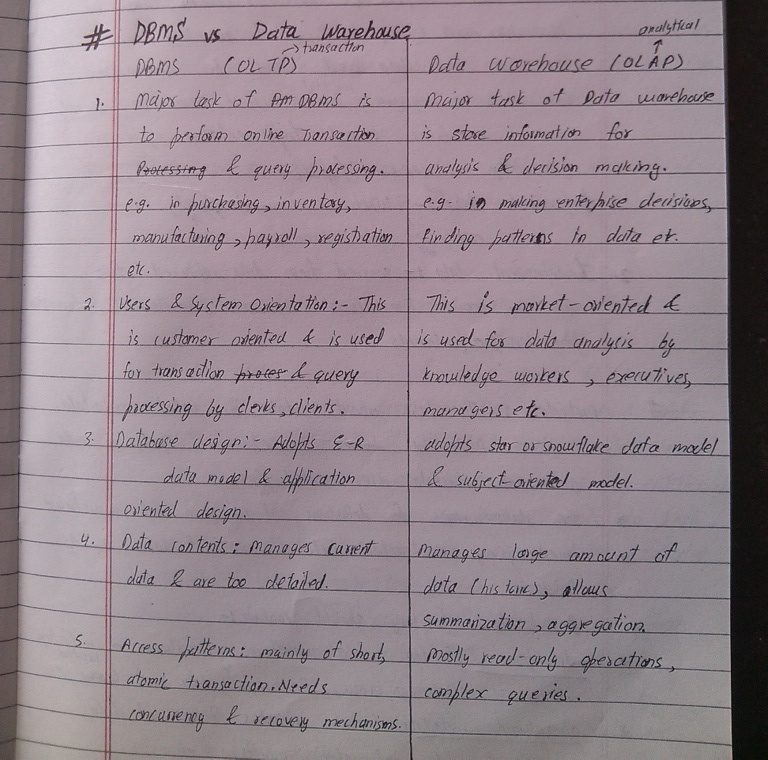 # DBMS vs Data Warehouse
transaction
analytical
DBMS (OLTP)
1. Major task of DBMS is
to perform online Transaction
Processing & query processing.
e.g. in purchasing, inventory,
manufacturing, payroll, registration
etc.
2. Users & System Orientation:- This
is customer oriented & is used
for transaction proces & query
processing by clerks, clients.
3. Database design:- Adopts E-R
data model & application
oriented design.
4. Data contents: manages current
data & are too detailed.
5. Access patterns: mainly of short,
atomic transaction. Needs
concurrency & recovery mechanisms.
Data Warehouse (OLAP)
Major task of Data warehouse
is store information for
analysis & decision making.
e.g- in making enterpise decisions,
finding patterns in data etc.
This is market-oriented &
is used for data analysis by
knowledge workers, executives,
managers etc.
adopts star or snowflake data model
& subject-oriented model.
Manages large amount of
data (historic), allows
summarization, aggregation.
Mostly read-only operations,
complex queries.